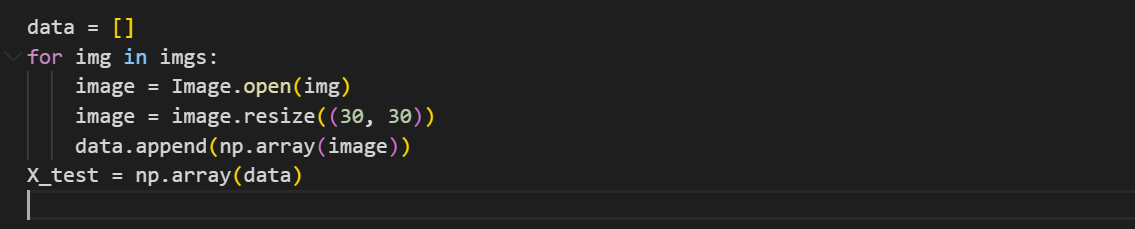 data = []
for img in imgs:
    image = Image.open(img)
    image = image.resize((30, 30))
    data.append(np.array(image))
X_test = np.array(data)